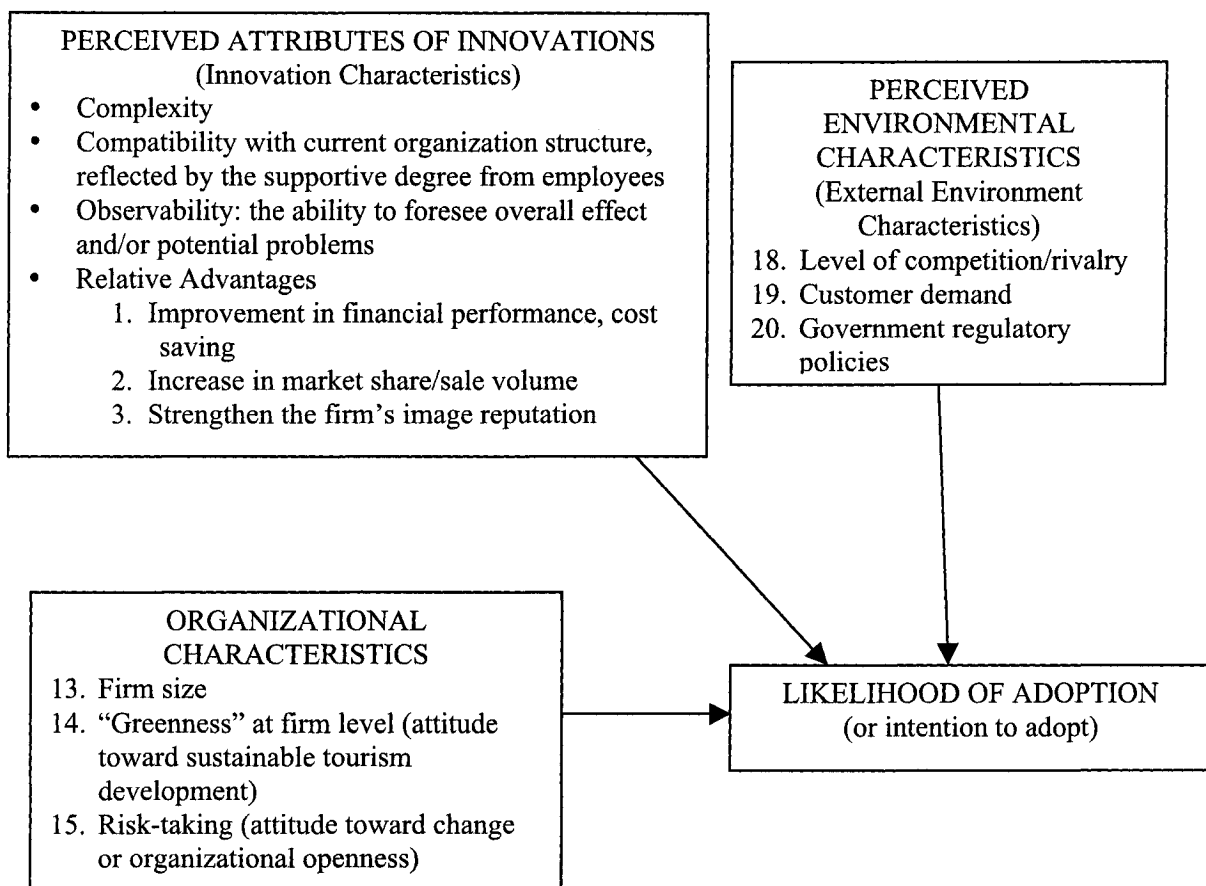 PERCEIVED ATTRIBUTES OF INNOVATIONS
(Innovation Characteristics)
• Complexity
• Compatibility with current organization structure,
reflected by the supportive degree from employees
• Observability: the ability to foresee overall effect
and/or potential problems
• Relative Advantages
1. Improvement in financial performance, cost
saving
2. Increase in market share/sale volume
3. Strengthen the firm's image reputation
PERCEIVED
ENVIRONMENTAL
CHARACTERISTICS
(External Environment
Characteristics)
18. Level of competition/rivalry
19. Customer demand
20. Government regulatory
policies
ORGANIZATIONAL
CHARACTERISTICS
13. Firm size
14. “Greenness” at firm level (attitude
toward sustainable tourism
development)
15. Risk-taking (attitude toward change
or organizational openness)
LIKELIHOOD OF ADOPTION
(or intention to adopt)